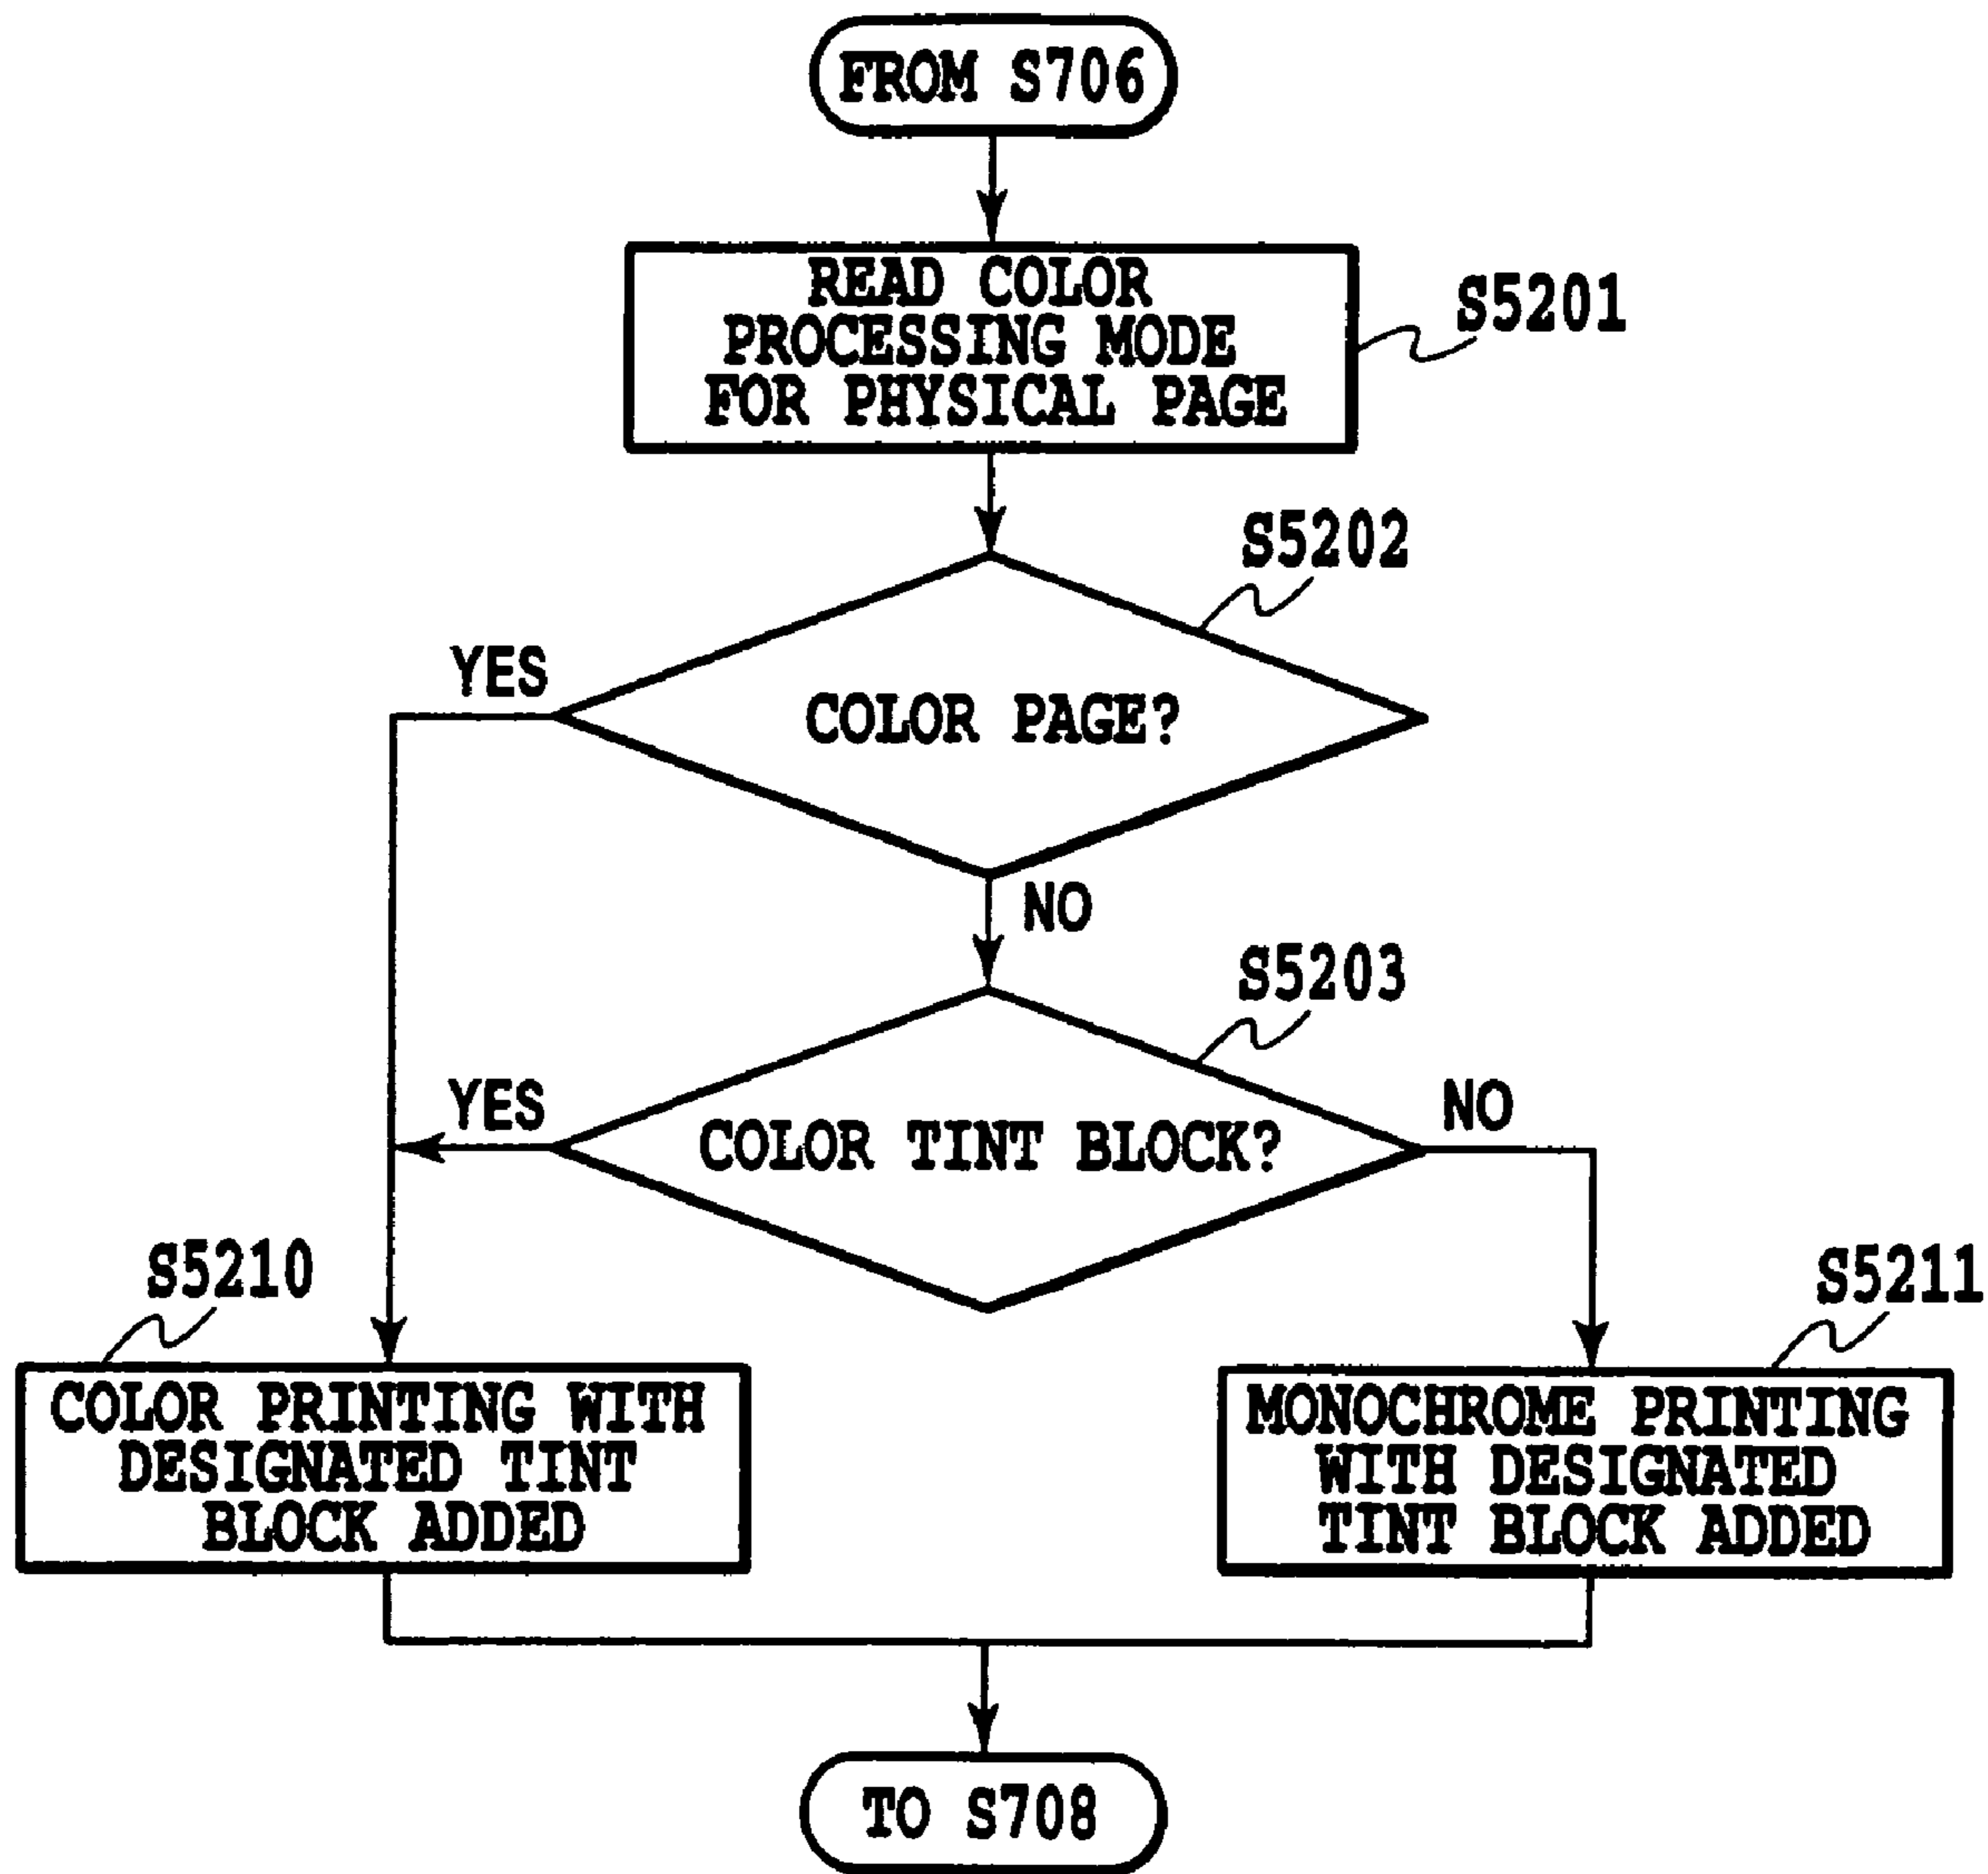 FROM S706
READ COLOR
PROCESSING MODE
FOR PHYSICAL PAGE
S5201
S5202
YES
COLOR PAGE?
NO
S5203
YES
COLOR TINT BLOCK?
NO
S5210
COLOR PRINTING WITH
DESIGNATED TINT
BLOCK ADDED
S5211
MONOCHROME PRINTING
WITH DESIGNATED
TINT BLOCK ADDED
TO S708